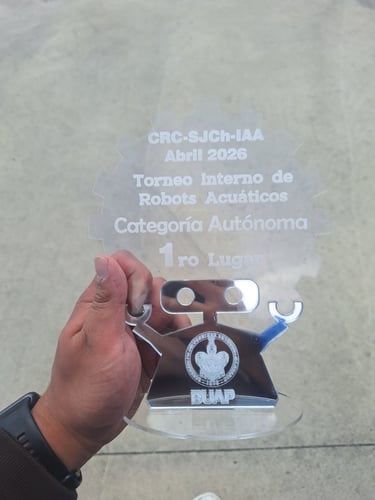 CRC-SJCh-IAA
Abril 2026
Torneo Interno de
Robots Acuáticos
Categoría Autónoma
1ro Lugar
BUAP